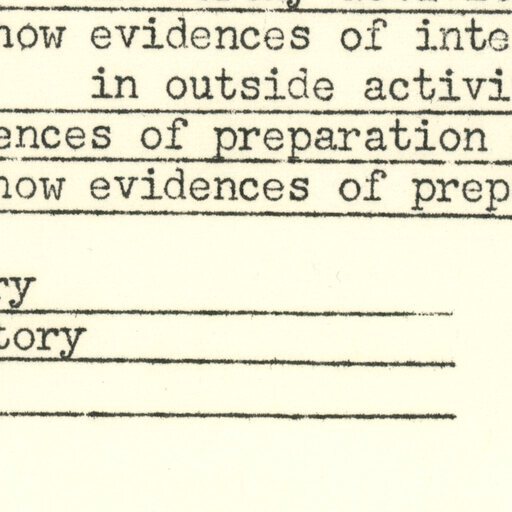 how evidences of inte
in outside activi
ences of preparation
how evidences of prep
ry
tory